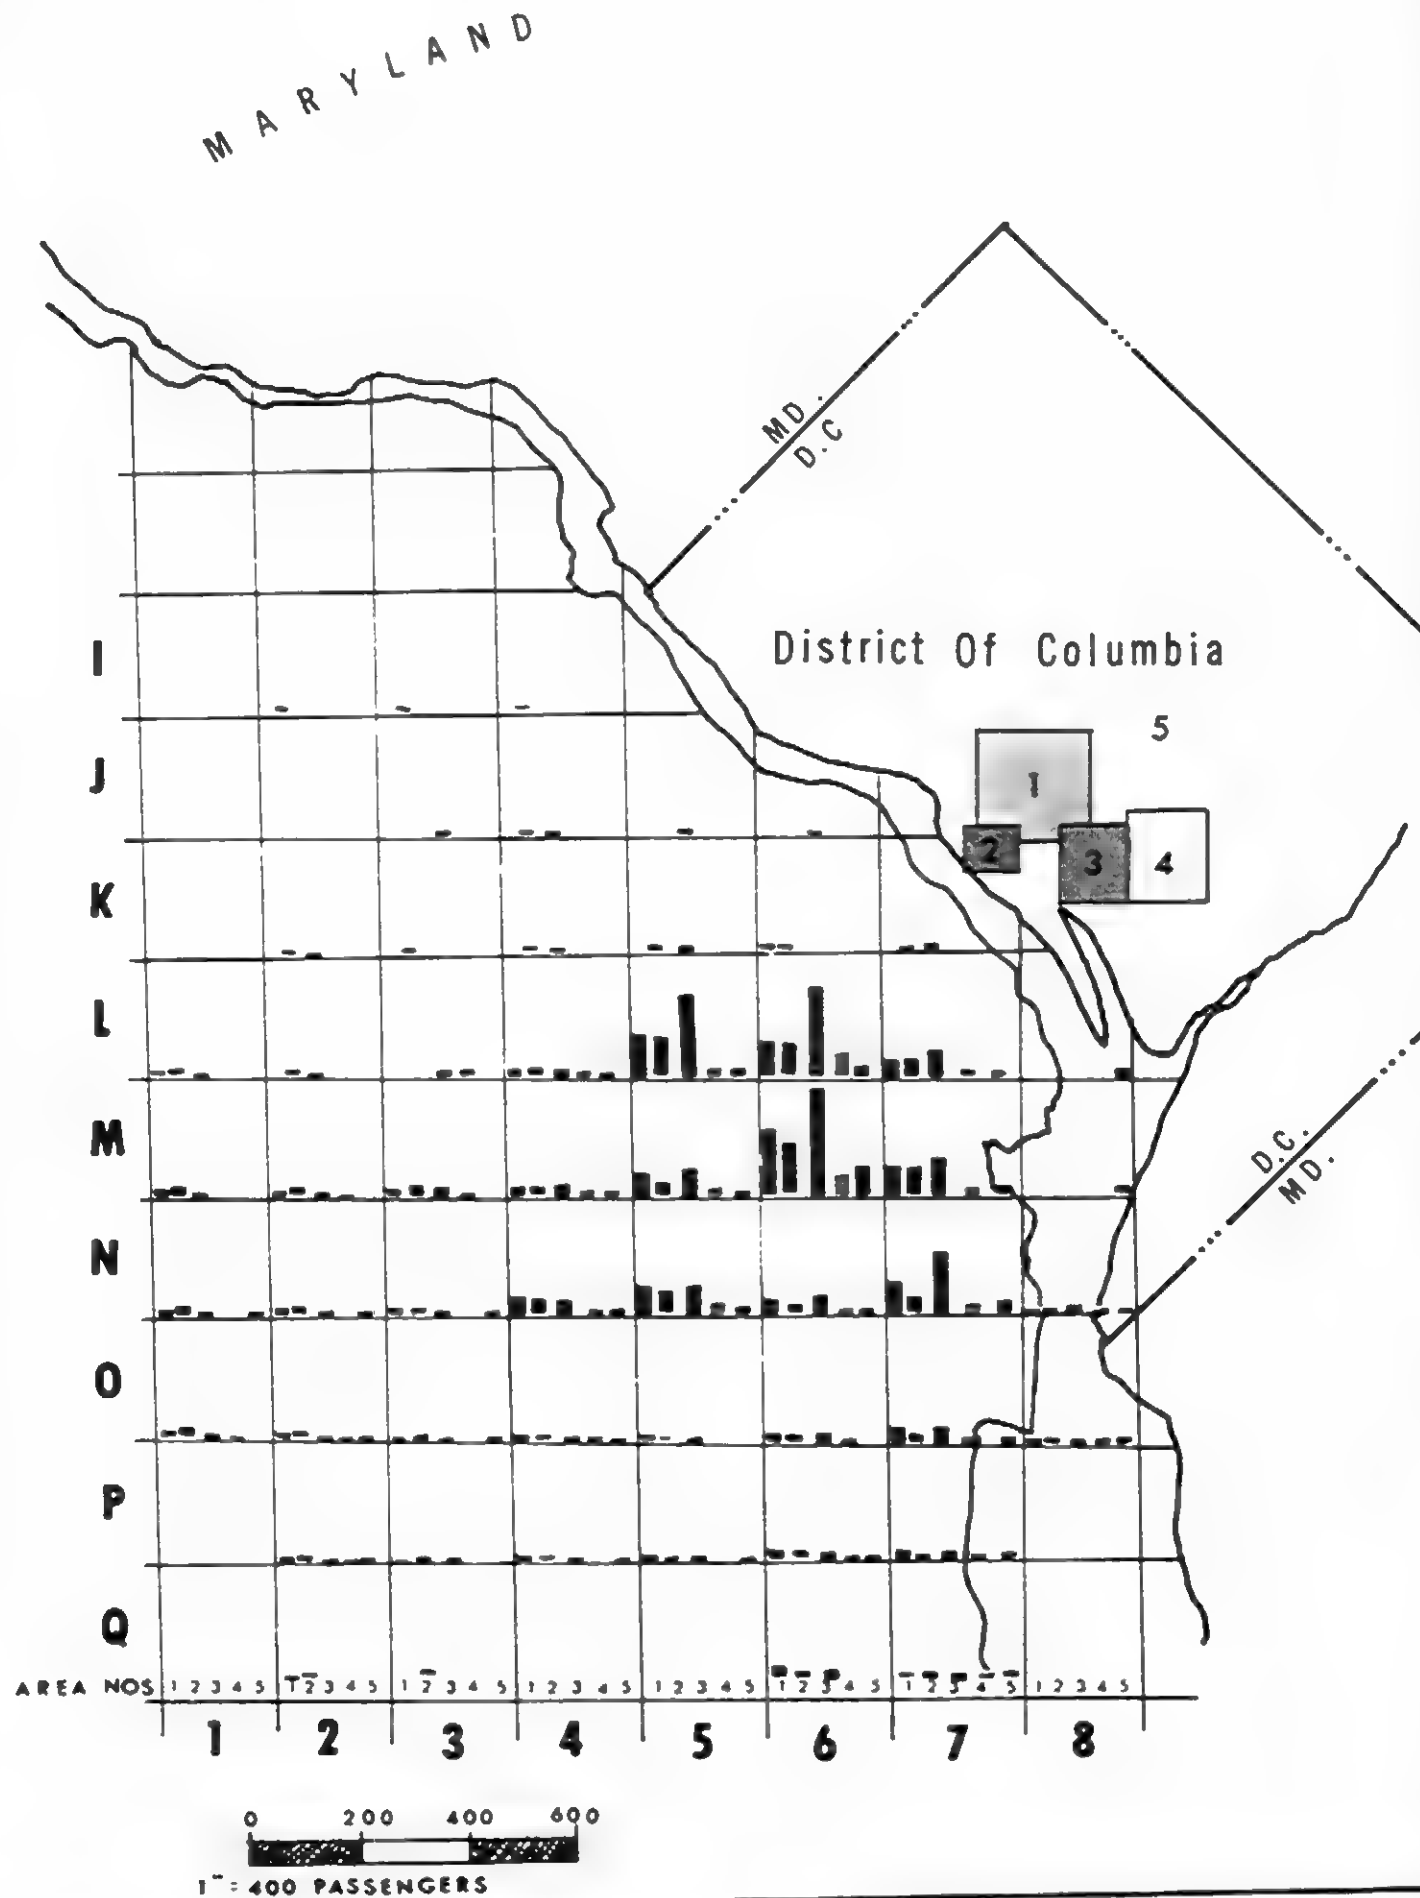 MARYLAND
MD.
D.C
District Of Columbia
I
5
J
1
2
3
4
K
L
M
D.C.
MD.
N
O
P
Q
AREA NOS 1 2 3 4 5 1 2 3 4 5 1 2 3 4 5 1 2 3 4 5 1 2 3 4 5 1 2 3 4 5 1 2 3 4 5 1 2 3 4 5
1 2 3 4 5 6 7 8
0 200 400 600
1" = 400 PASSENGERS